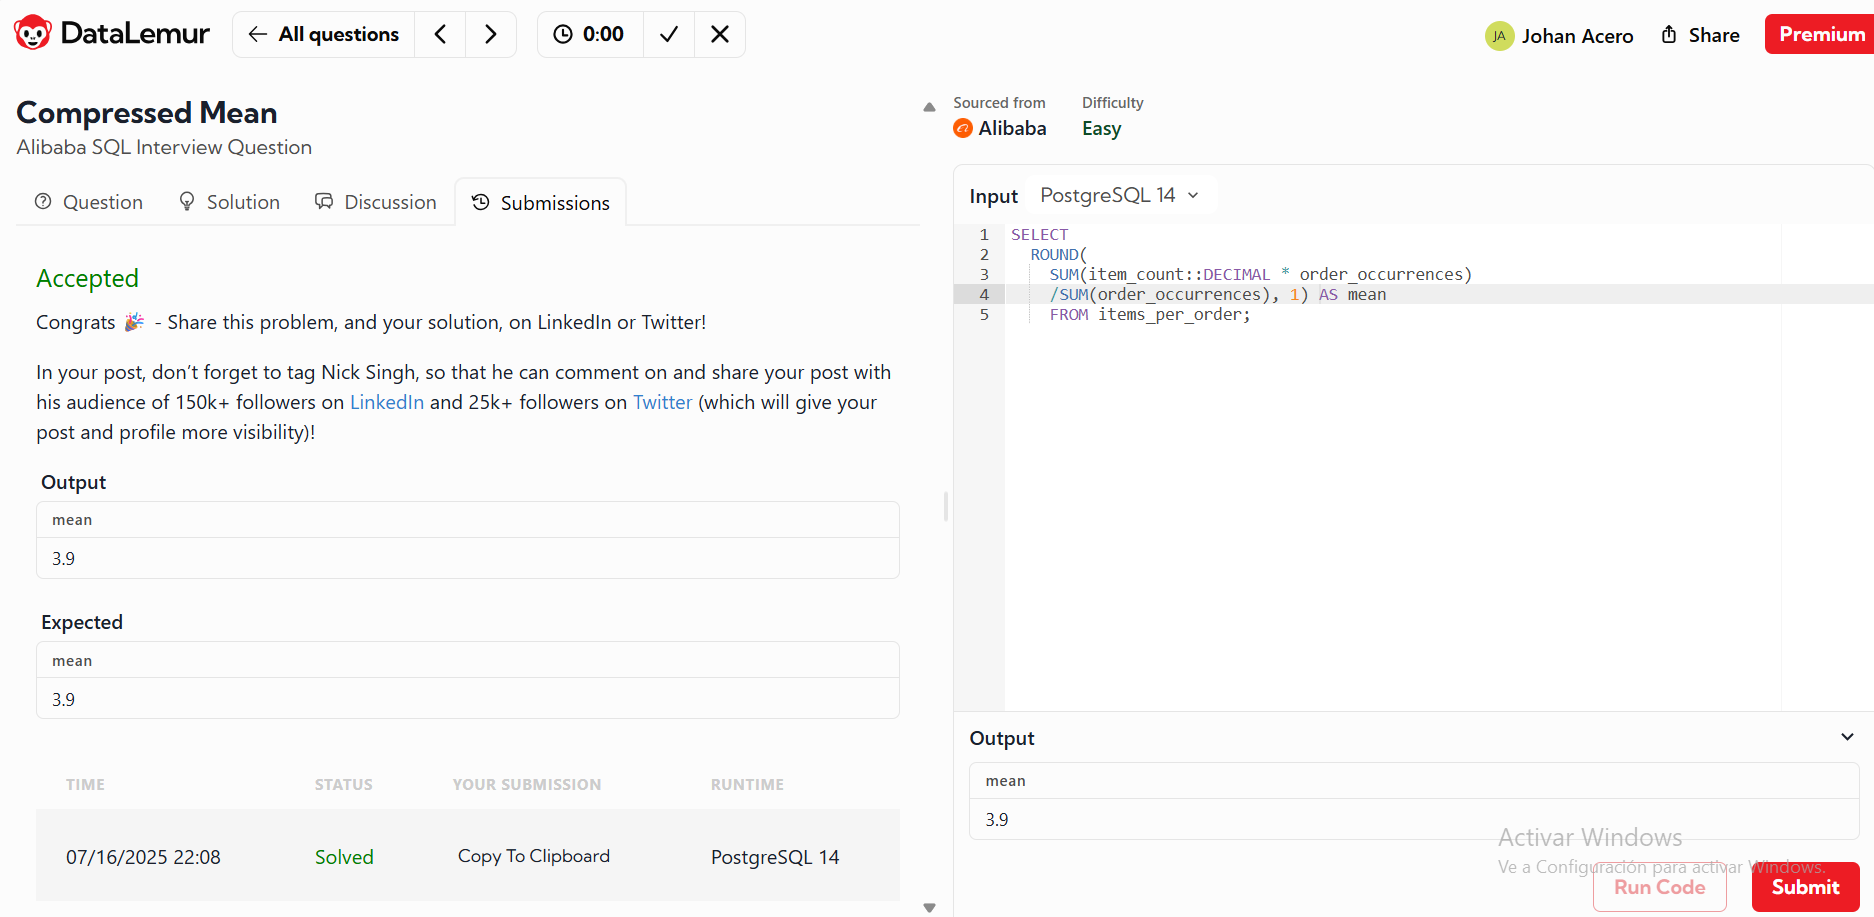 DataLemur
All questions
0:00
JA
Johan Acero
Share
Premium
Compressed Mean
Alibaba SQL Interview Question
Question
Solution
Discussion
Submissions
Accepted
Congrats 🎉 - Share this problem, and your solution, on LinkedIn or Twitter!
In your post, don’t forget to tag Nick Singh, so that he can comment on and share your post with
his audience of 150k+ followers on LinkedIn and 25k+ followers on Twitter (which will give your
post and profile more visibility)!
Output
mean
3.9
Expected
mean
3.9
TIME STATUS YOUR SUBMISSION RUNTIME
07/16/2025 22:08 Solved Copy To Clipboard PostgreSQL 14
Sourced from
Alibaba
Difficulty
Easy
Input PostgreSQL 14
1 SELECT
2 ROUND(
3 SUM(item_count::DECIMAL * order_occurrences)
4 /SUM(order_occurrences), 1) AS mean
5 FROM items_per_order;
Output
mean
3.9
Activar Windows
Ve a Configuración para activar Windows.
Run Code
Submit